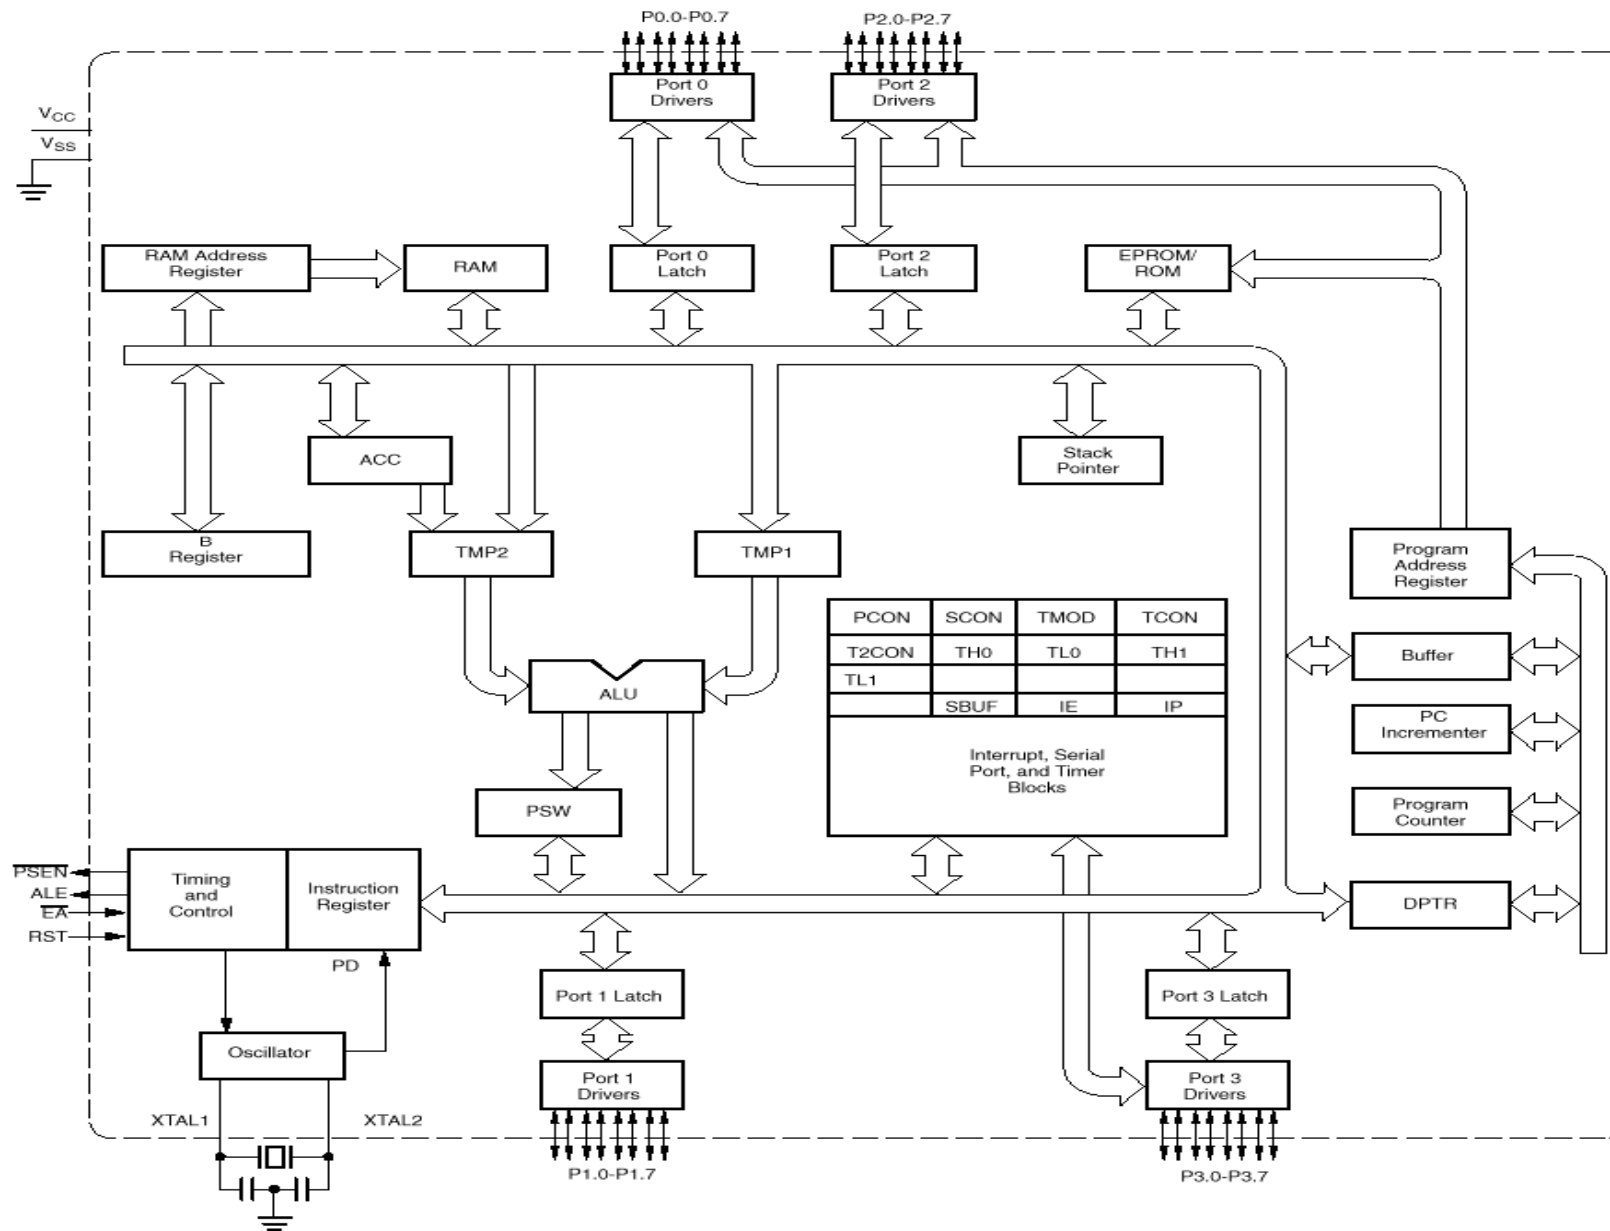 P0.0-P0.7
P2.0-P2.7
Port 0
Drivers
Port 2
Drivers
VCC
VSS
RAM Address
Register
RAM
Port 0
Latch
Port 2
Latch
EPROM/
ROM
ACC
Stack
Pointer
B
Register
TMP2
TMP1
Program
Address
Register
PCON SCON TMOD TCON
T2CON TH0 TL0 TH1
TL1
SBUF IE IP
Interrupt, Serial
Port, and Timer
Blocks
Buffer
ALU
PC
Incrementer
PSW
Program
Counter
PSEN
ALE
EA
RST
Timing
and
Control
Instruction
Register
DPTR
PD
Port 1 Latch
Port 3 Latch
Oscillator
Port 1
Drivers
Port 3
Drivers
XTAL1
XTAL2
P1.0-P1.7
P3.0-P3.7